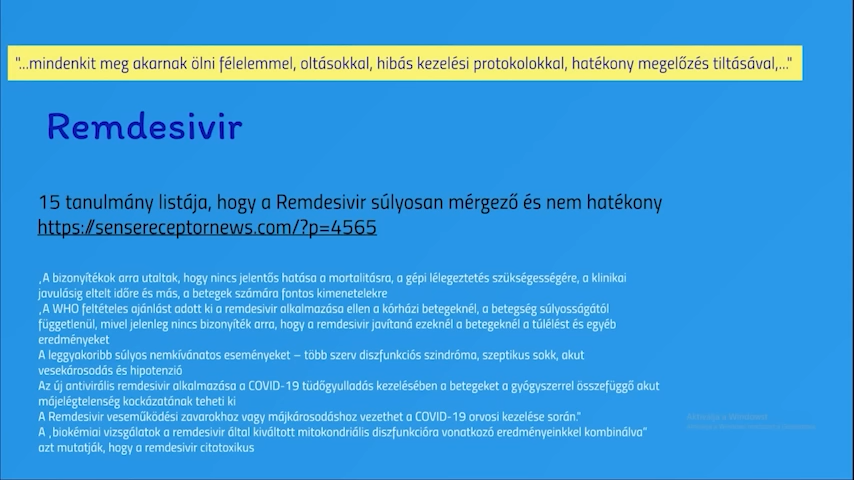 "...mindenkit meg akarnak ölni félelemmel, oltásokkal, hibás kezelési protokolokkal, hatékony megelőzés tiltásával,..."
Remdesivir
15 tanulmány listája, hogy a Remdesivir súlyosan mérgező és nem hatékony
https://sensereceptornews.com/?p=4565
„A bizonyítékok arra utaltak, hogy nincs jelentős hatása a mortalitásra, a gépi lélegeztetés szükségességére, a klinikai
javulásig eltelt időre és más, a betegek számára fontos kimenetelekre
„A WHO feltételes ajánlást adott ki a remdesivir alkalmazása ellen a kórházi betegeknél, a betegség súlyosságától
függetlenül, mivel jelenleg nincs bizonyíték arra, hogy a remdesivir javítaná ezeknél a betegeknél a túlélést és egyéb
eredményeket
A leggyakoribb súlyos nemkívánatos eseményeket – több szerv diszfunkciós szindróma, szeptikus sokk, akut
vesekárosodás és hipotenzió
Az új antivirális remdesivir alkalmazása a COVID-19 tüdőgyulladás kezelésében a betegeket a gyógyszerrel összefüggő akut
májelégtelenség kockázatának teheti ki
A Remdesivir veseműködési zavarokhoz vagy májkárosodáshoz vezethet a COVID-19 orvosi kezelése során."
A „biokémiai vizsgálatok a remdesivir által kiváltott mitokondriális diszfunkcióra vonatkozó eredményeinkkel kombinálva"
azt mutatják, hogy a remdesivir citotoxikus